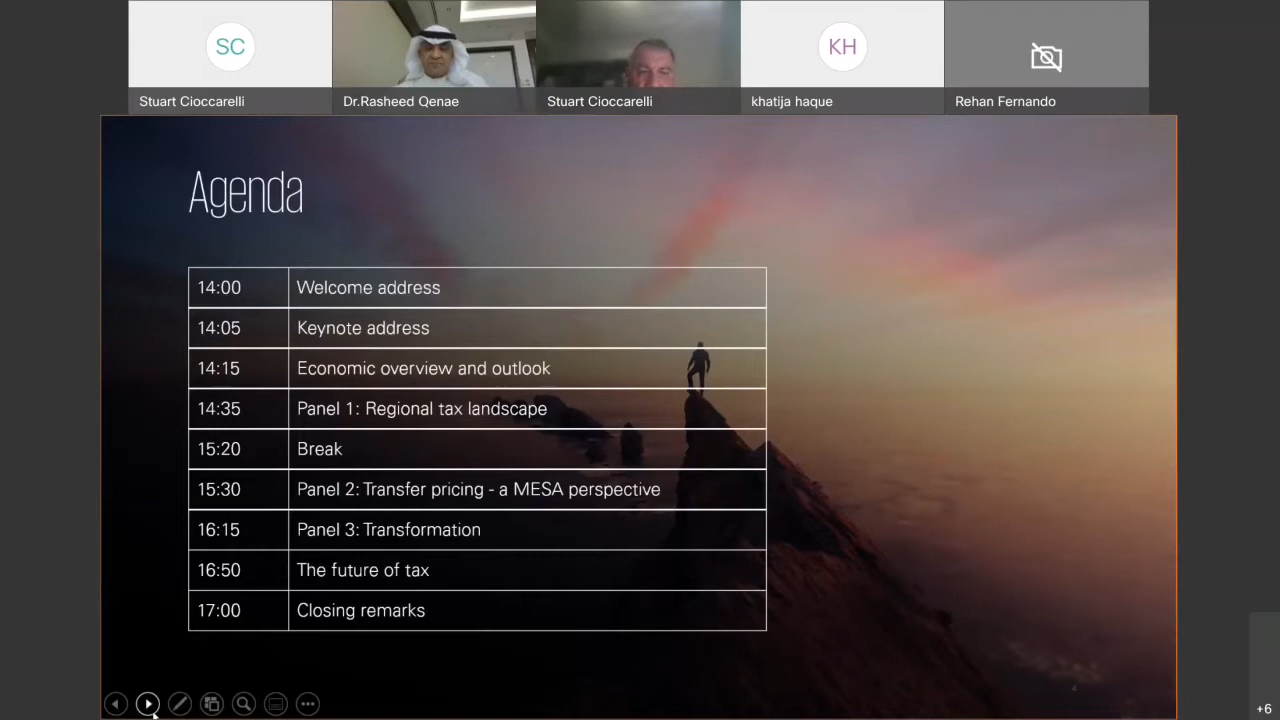 SC
KH
Stuart Cioccarelli
Dr.Rasheed Qenae
Stuart Cioccarelli
khatija haque
Rehan Fernando
Agenda
14:00 Welcome address
14:05 Keynote address
14:15 Economic overview and outlook
14:35 Panel 1: Regional tax landscape
15:20 Break
15:30 Panel 2: Transfer pricing - a MESA perspective
16:15 Panel 3: Transformation
16:50 The future of tax
17:00 Closing remarks
4
+6